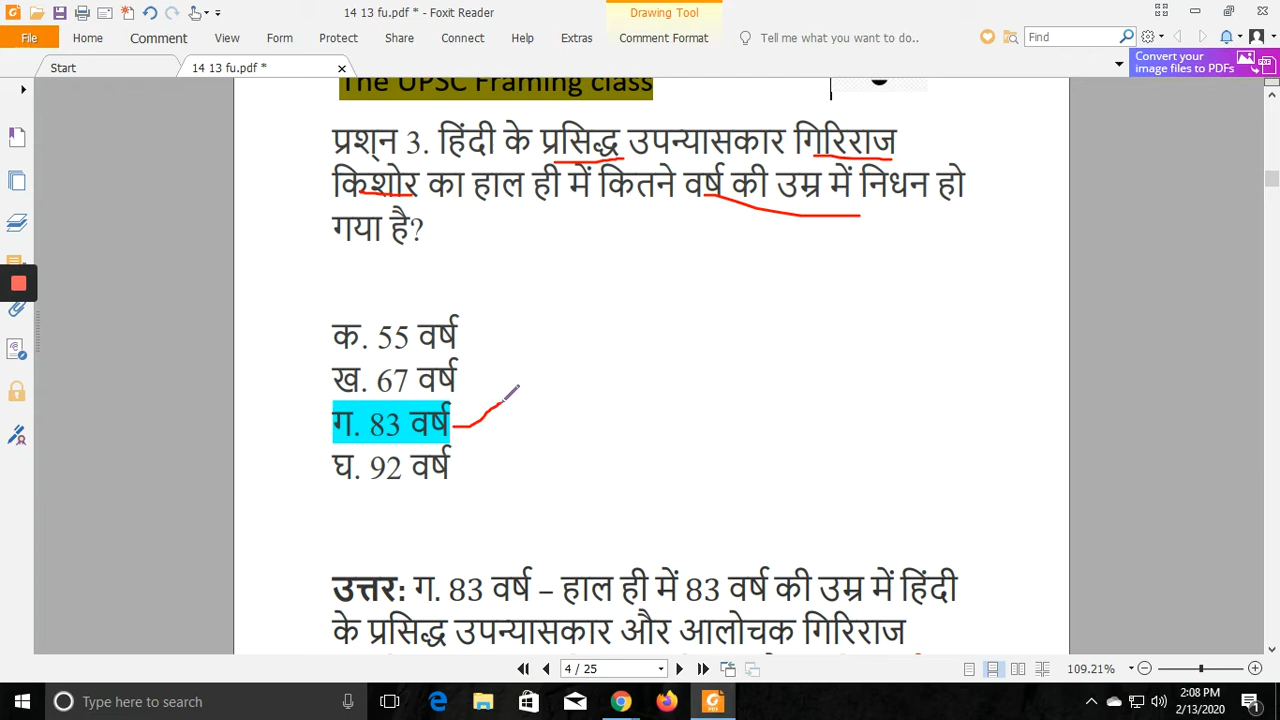 14 13 fu.pdf * - Foxit Reader
Drawing Tool
File
Home
Comment
View
Form
Protect
Share
Connect
Help
Extras
Comment Format
Tell me what you want to do..
Find
Start
14 13 fu.pdf *
Convert your
image files to PDFs
The UPSC Framing class
प्रश्न 3. हिंदी के प्रसिद्ध उपन्यासकार गिरिराज
किशोर का हाल ही में कितने वर्ष की उम्र में निधन हो
गया है?
क. 55 वर्ष
ख. 67 वर्ष
ग. 83 वर्ष
घ. 92 वर्ष
उत्तर: ग. 83 वर्ष – हाल ही में 83 वर्ष की उम्र में हिंदी
के प्रसिद्ध उपन्यासकार और आलोचक गिरिराज
4 / 25
109.21%
Type here to search
2:08 PM
2/13/2020